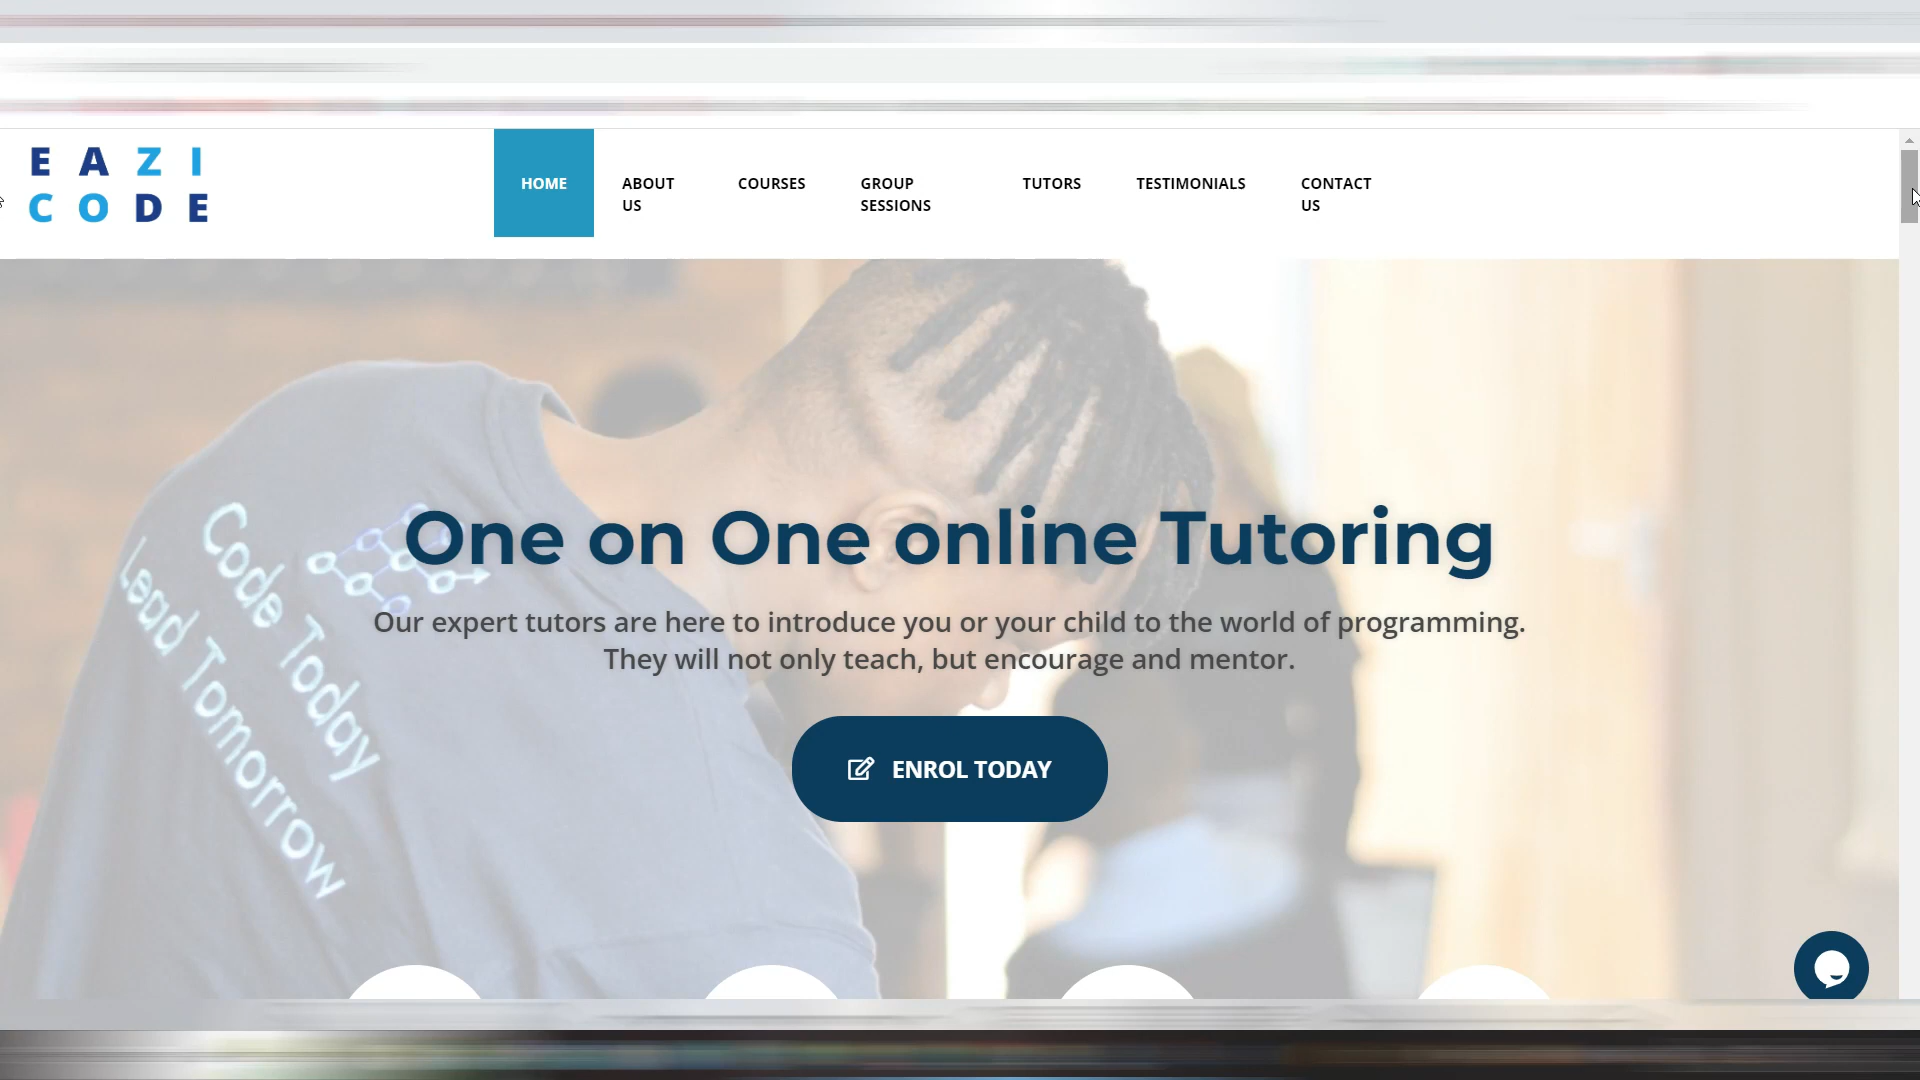 E A Z I
C O D E
HOME
ABOUT
US
COURSES
GROUP
SESSIONS
TUTORS
TESTIMONIALS
CONTACT
US
One on One online Tutoring
Our expert tutors are here to introduce you or your child to the world of programming.
They will not only teach, but encourage and mentor.
ENROL TODAY
Code Today
Lead Tomorrow